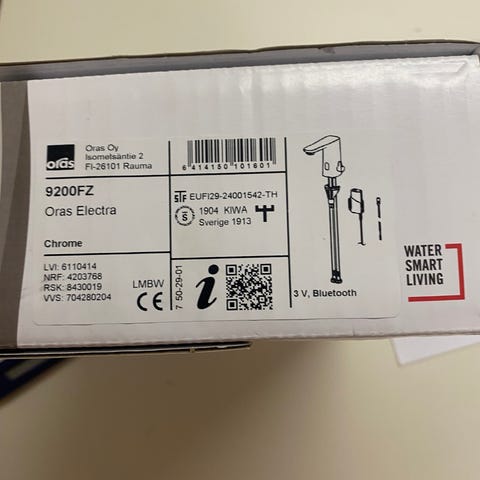 oras
Oras Oy
Isometsäntie 2
FI-26101 Rauma
6 414150 101601
9200FZ
Oras Electra
Chrome
STF EUFI29-24001542-TH
S 1904 KIWA
Sverige 1913
LVI: 6110414
NRF: 4203768
RSK: 8430019
VVS: 704280204
LMBW
CE
7 50-29-01
i
3 V, Bluetooth
WATER
SMART
LIVING